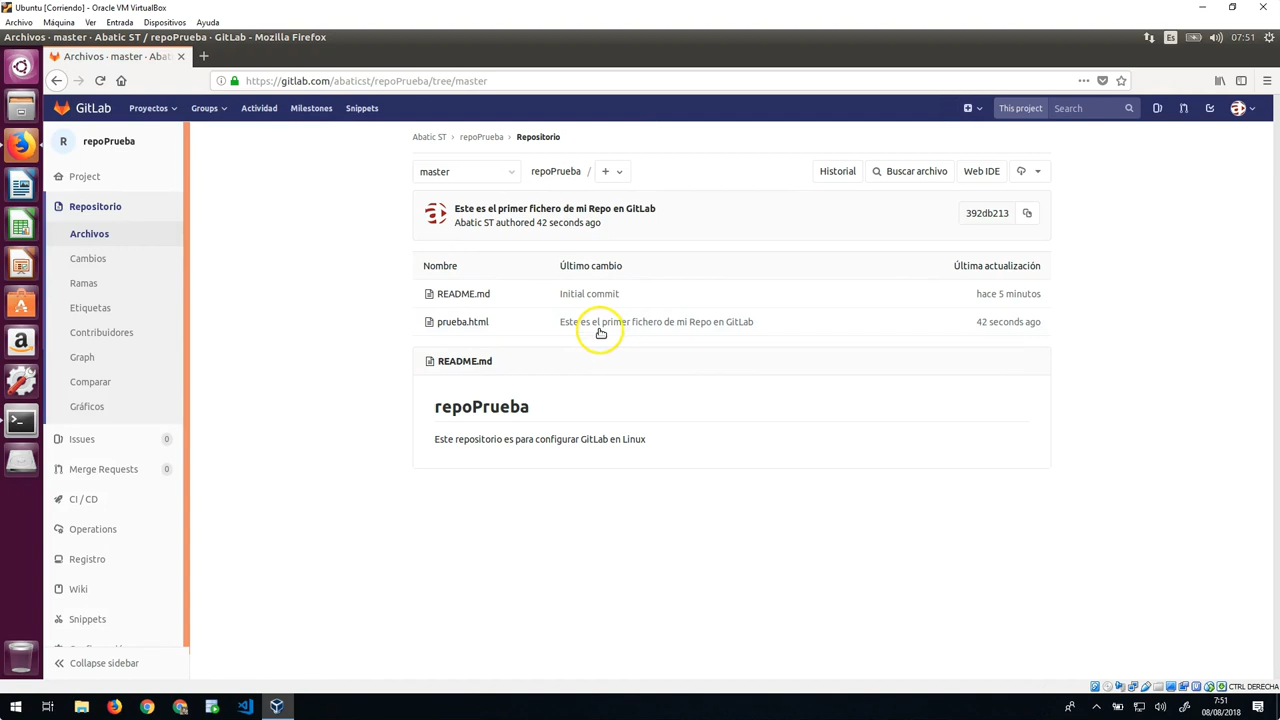 Ubuntu [Corriendo] - Oracle VM VirtualBox
Archivo Máquina Ver Entrada Dispositivos Ayuda
Archivos · master · Abatic ST / repoPrueba · GitLab - Mozilla Firefox
Es
07:51
Archivos · master · Abat
https://gitlab.com/abaticst/repoPrueba/tree/master
GitLab
Proyectos Groups Actividad Milestones Snippets
This project Search
R repoPrueba
Project
Repositorio
Archivos
Cambios
Ramas
Etiquetas
Contribuidores
Graph
Comparar
Gráficos
Issues 0
Merge Requests 0
CI / CD
Operations
Registro
Wiki
Snippets
Collapse sidebar
Abatic ST > repoPrueba > Repositorio
master
repoPrueba / +
Historial Buscar archivo Web IDE
Este es el primer fichero de mi Repo en GitLab
Abatic ST authored 42 seconds ago
392db213
Nombre Último cambio Última actualización
README.md Initial commit hace 5 minutos
prueba.html Este es el primer fichero de mi Repo en GitLab 42 seconds ago
README.md
repoPrueba
Este repositorio es para configurar GitLab en Linux
CTRL DERECHA
7:51
08/08/2018